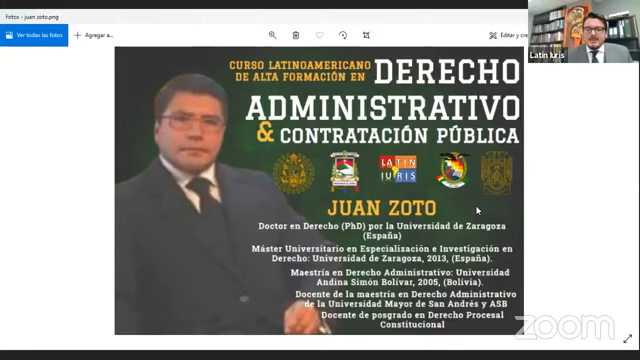 Fotos - juan zoto.png
Ver todas las fotos
Agregar a...
Editar y cre
Latin Iuris
CURSO LATINOAMERICANO
DE ALTA FORMACIÓN EN
DERECHO
ADMINISTRATIVO
& CONTRATACIÓN PÚBLICA
LATIN
IURIS
JUAN ZOTO
Doctor en Derecho (PhD) por la Universidad de Zaragoza
(España)
Máster Universitario en Especialización e Investigación en
Derecho: Universidad de Zaragoza, 2013, (España).
Maestría en Derecho Administrativo: Universidad
Andina Simón Bolívar, 2005, (Bolivia).
Docente de la maestría en Derecho Administrativo
de la Universidad Mayor de San Andrés y ASB
Docente de posgrado en Derecho Procesal
Constitucional
zoom